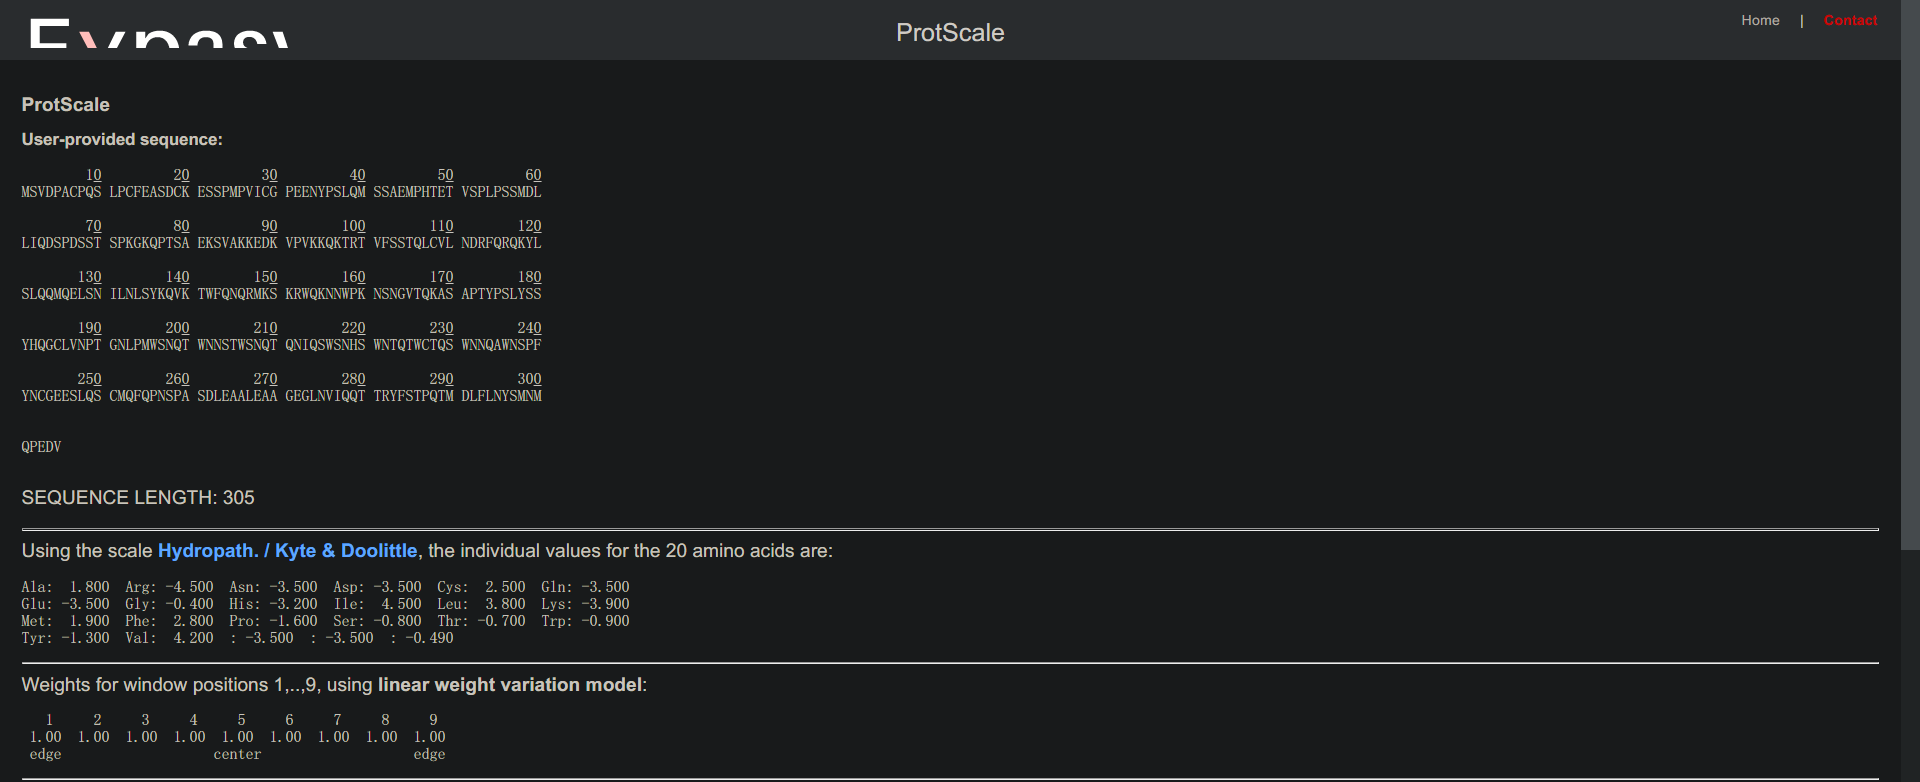 Expasy
ProtScale
Home | Contact
ProtScale
User-provided sequence:
10 20 30 40 50 60
MSVDPACPQS LPCFEASDCK ESSPMPVICG PEENYPSLQM SSAEMPHTET VSPLPSSMDL
70 80 90 100 110 120
LIQDSPDSST SPKGKQPTSA EKSVAKKEDK VPVKKQKTRT VFSSTQLCVL NDRFQRQKYL
130 140 150 160 170 180
SLQQMQELSN ILNLSYKQVK TWFQNQRMKS KRWQKNNWPK NSNGVTQKAS APTYPSLYSS
190 200 210 220 230 240
YHQGCLVNPT GNLPMWSNQT WNNSTWSNQT QNIQSWSNHS WNTQTWCTQS WNNQAWNSPF
250 260 270 280 290 300
YNCGEESLQS CMQFQPNSPA SDLEAALEAA GEGLNVIQQT TRYFSTPQTM DLFLNYSMNM
QPEDV
SEQUENCE LENGTH: 305
Using the scale Hydropath. / Kyte & Doolittle, the individual values for the 20 amino acids are:
Ala: 1.800 Arg: -4.500 Asn: -3.500 Asp: -3.500 Cys: 2.500 Gln: -3.500
Glu: -3.500 Gly: -0.400 His: -3.200 Ile: 4.500 Leu: 3.800 Lys: -3.900
Met: 1.900 Phe: 2.800 Pro: -1.600 Ser: -0.800 Thr: -0.700 Trp: -0.900
Tyr: -1.300 Val: 4.200 : -3.500 : -3.500 : -0.490
Weights for window positions 1,..,9, using linear weight variation model:
1 2 3 4 5 6 7 8 9
1.00 1.00 1.00 1.00 1.00 1.00 1.00 1.00 1.00
edge center edge